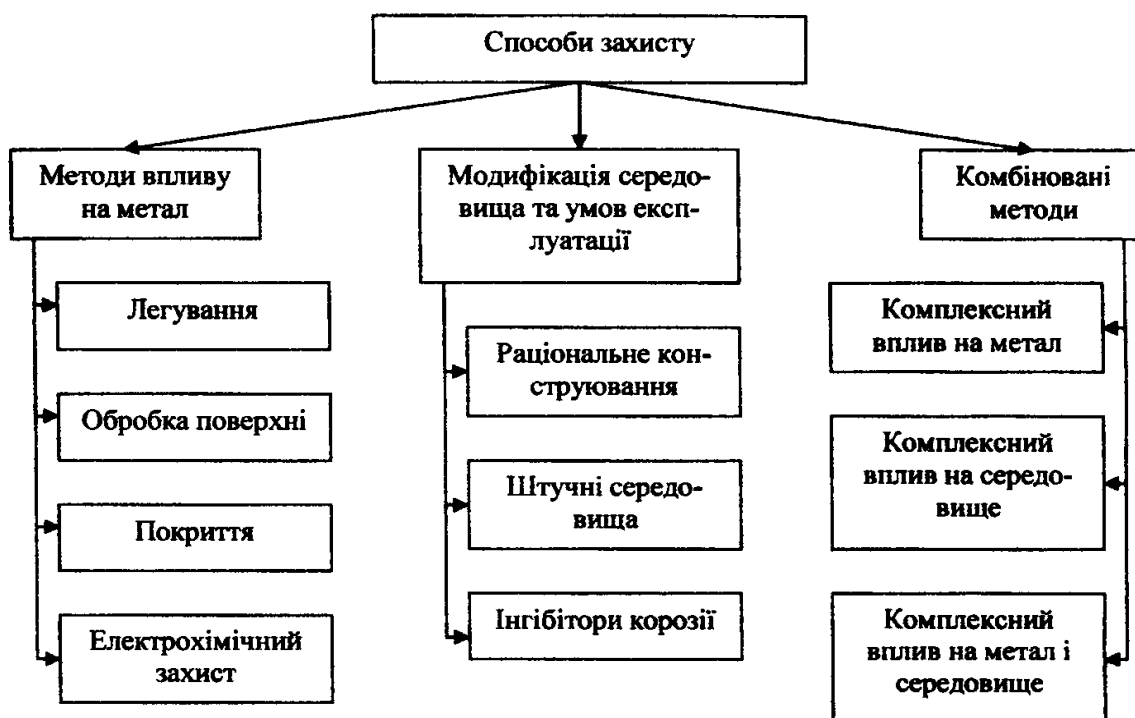 Способи захисту
Методи впливу
на метал
Легування
Обробка поверхні
Покриття
Електрохімічний
захист
Модифікація середо-
вища та умов експ-
луатації
Раціональне кон-
струювання
Штучні середо-
вища
Інгібітори корозії
Комбіновані
методи
Комплексний
вплив на метал
Комплексний
вплив на середо-
вище
Комплексний
вплив на метал і
середовище